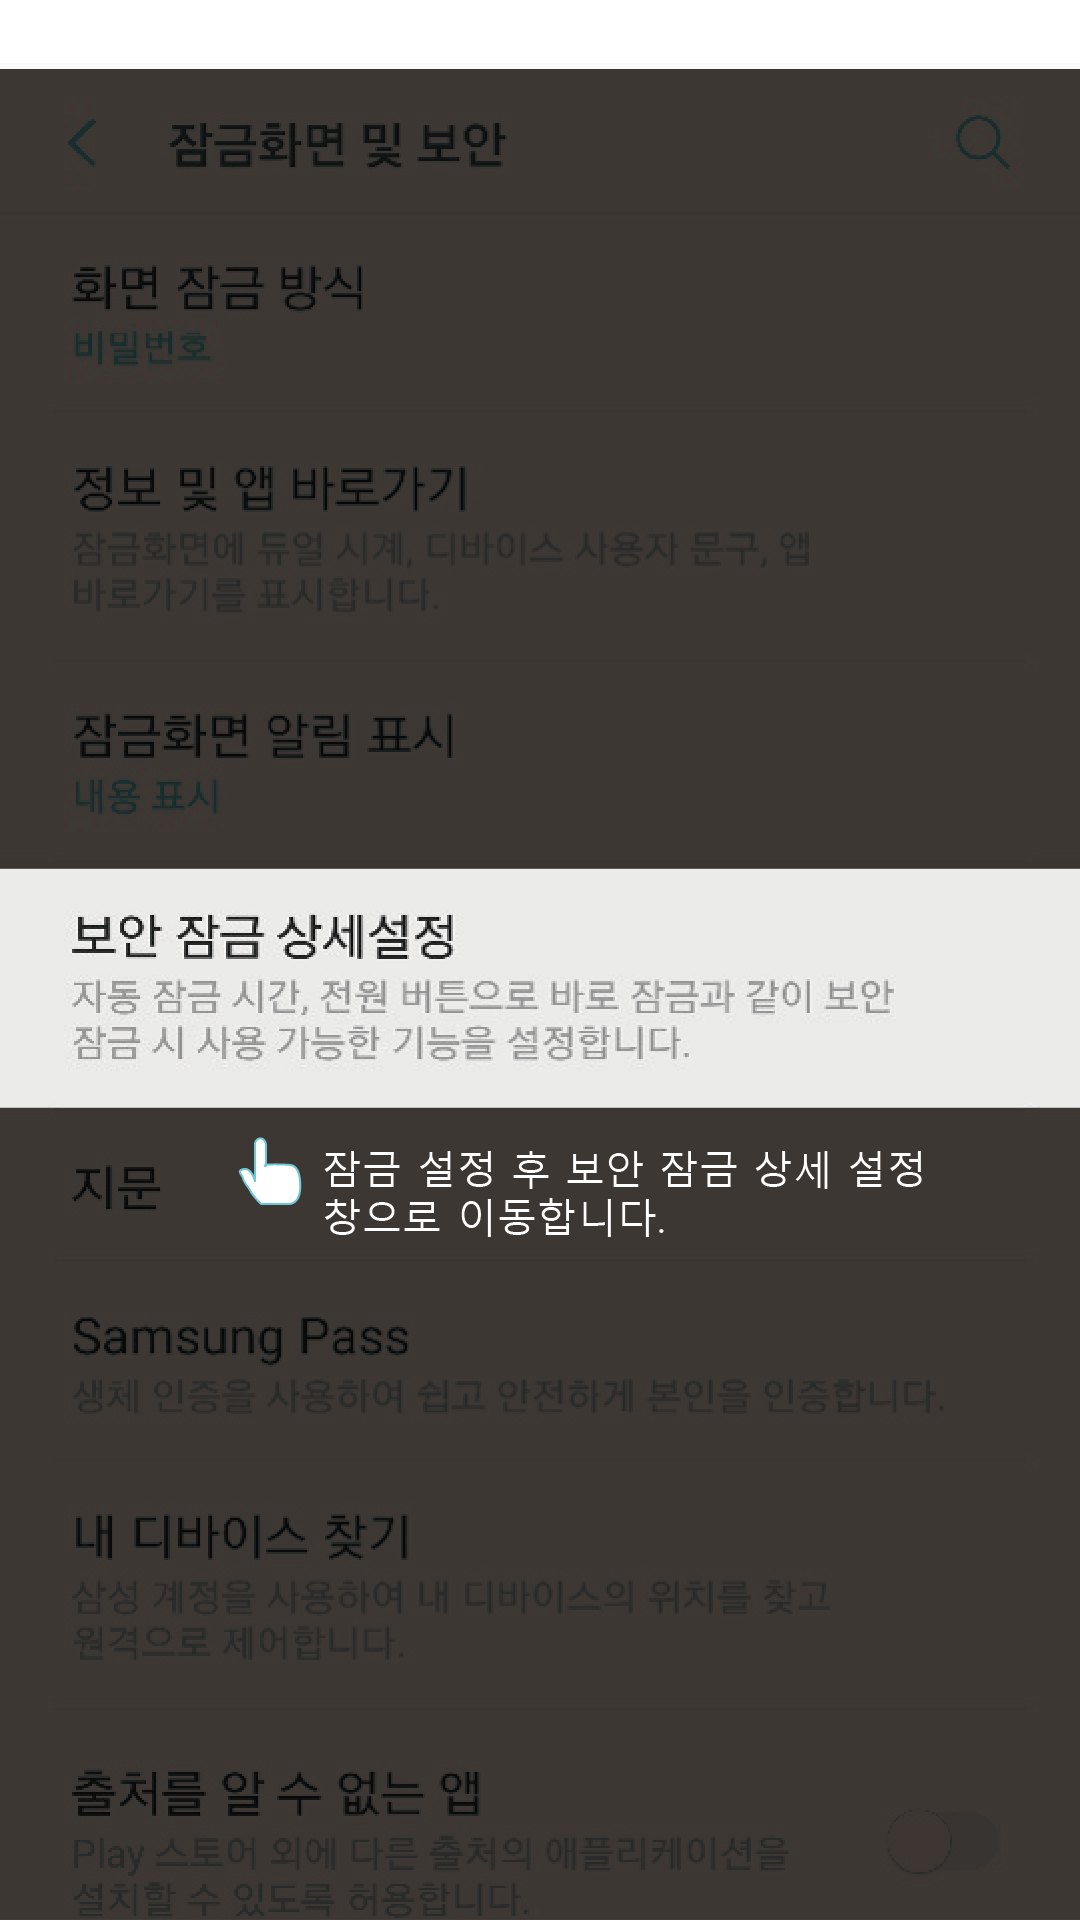 잠금화면 및 보안
화면 잠금 방식
비밀번호
정보 및 앱 바로가기
잠금화면에 듀얼 시계, 디바이스 사용자 문구, 앱
바로가기를 표시합니다.
잠금화면 알림 표시
내용 표시
보안 잠금 상세설정
자동 잠금 시간, 전원 버튼으로 바로 잠금과 같이 보안
잠금 시 사용 가능한 기능을 설정합니다.
지문
잠금 설정 후 보안 잠금 상세 설정
창으로 이동합니다.
Samsung Pass
생체 인증을 사용하여 쉽고 안전하게 본인을 인증합니다.
내 디바이스 찾기
삼성 계정을 사용하여 내 디바이스의 위치를 찾고
원격으로 제어합니다.
출처를 알 수 없는 앱
Play 스토어 외에 다른 출처의 애플리케이션을
설치할 수 있도록 허용합니다.